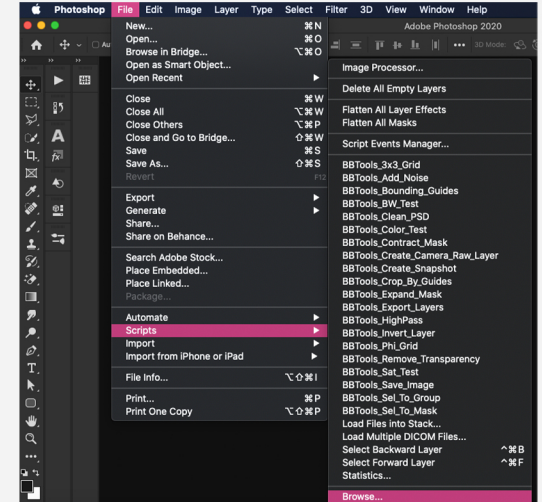 Photoshop File Edit Image Layer Type Select Filter 3D View Window Help
Adobe Photoshop 2020
Au
3D Mode:
New... ⌘N
Open... ⌘O
Browse in Bridge... ⌥⌘O
Open as Smart Object...
Open Recent ▶
Close ⌘W
Close All ⌥⌘W
Close Others ⌥⌘P
Close and Go to Bridge... ⇧⌘W
Save ⌘S
Save As... ⇧⌘S
Revert F12
Export ▶
Generate ▶
Share...
Share on Behance...
Search Adobe Stock...
Place Embedded...
Place Linked...
Package...
Automate ▶
Scripts ▶
Import ▶
Import from iPhone or iPad ▶
File Info... ⌥⇧⌘I
Print... ⌘P
Print One Copy ⌥⇧⌘P
Image Processor...
Delete All Empty Layers
Flatten All Layer Effects
Flatten All Masks
Script Events Manager...
BBTools_3x3_Grid
BBTools_Add_Noise
BBTools_Bounding_Guides
BBTools_BW_Test
BBTools_Clean_PSD
BBTools_Color_Test
BBTools_Contract_Mask
BBTools_Create_Camera_Raw_Layer
BBTools_Create_Snapshot
BBTools_Crop_By_Guides
BBTools_Expand_Mask
BBTools_Export_Layers
BBTools_HighPass
BBTools_Invert_Layer
BBTools_Phi_Grid
BBTools_Remove_Transparency
BBTools_Sat_Test
BBTools_Save_Image
BBTools_Sel_To_Group
BBTools_Sel_To_Mask
Load Files into Stack...
Load Multiple DICOM Files...
Select Backward Layer ^⌘B
Select Forward Layer ^⌘F
Statistics...
Browse...